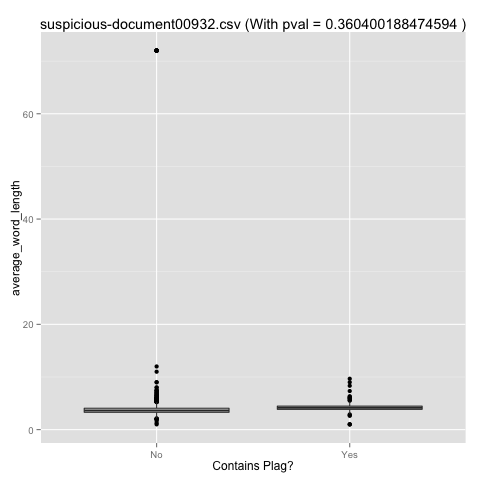 suspicious-document00932.csv (With pval = 0.360400188474594 )
average_word_length
60
40
20
0
No
Yes
Contains Plag?